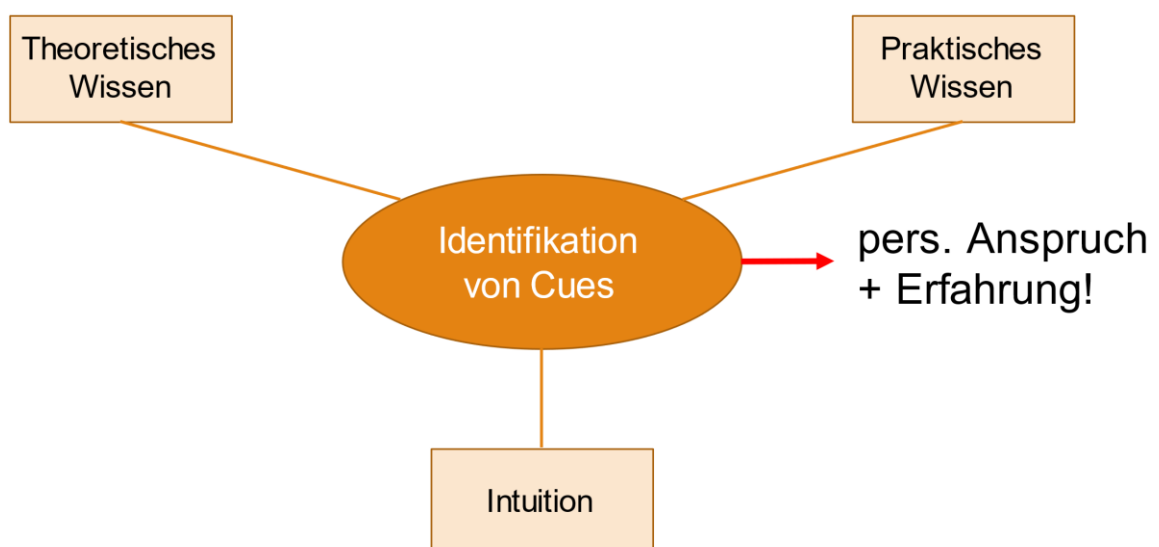 Theoretisches
Wissen
Praktisches
Wissen
Identifikation
von Cues
pers. Anspruch
+ Erfahrung!
Intuition